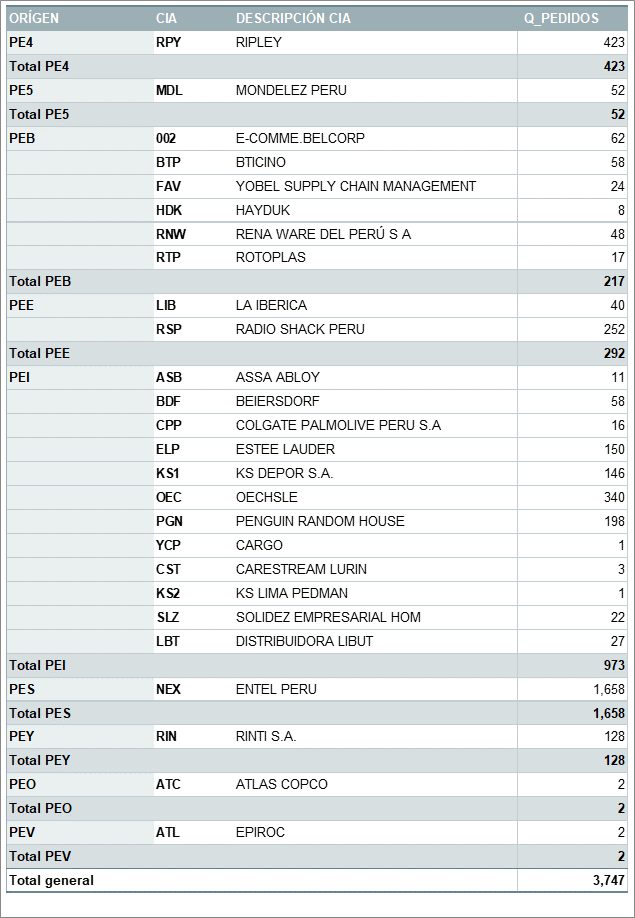 ORÍGEN CIA DESCRIPCIÓN CIA Q_PEDIDOS
PE4 RPY RIPLEY 423
Total PE4 423
PE5 MDL MONDELEZ PERU 52
Total PE5 52
PEB 002 E-COMME.BELCORP 62
BTP BTICINO 58
FAV YOBEL SUPPLY CHAIN MANAGEMENT 24
HDK HAYDUK 8
RNW RENA WARE DEL PERÚ S A 48
RTP ROTOPLAS 17
Total PEB 217
PEE LIB LA IBERICA 40
RSP RADIO SHACK PERU 252
Total PEE 292
PEI ASB ASSA ABLOY 11
BDF BEIERSDORF 58
CPP COLGATE PALMOLIVE PERU S.A 16
ELP ESTEE LAUDER 150
KS1 KS DEPOR S.A. 146
OEC OECHSLE 340
PGN PENGUIN RANDOM HOUSE 198
YCP CARGO 1
CST CARESTREAM LURIN 3
KS2 KS LIMA PEDMAN 1
SLZ SOLIDEZ EMPRESARIAL HOM 22
LBT DISTRIBUIDORA LIBUT 27
Total PEI 973
PES NEX ENTEL PERU 1,658
Total PES 1,658
PEY RIN RINTI S.A. 128
Total PEY 128
PEO ATC ATLAS COPCO 2
Total PEO 2
PEV ATL EPIROC 2
Total PEV 2
Total general 3,747